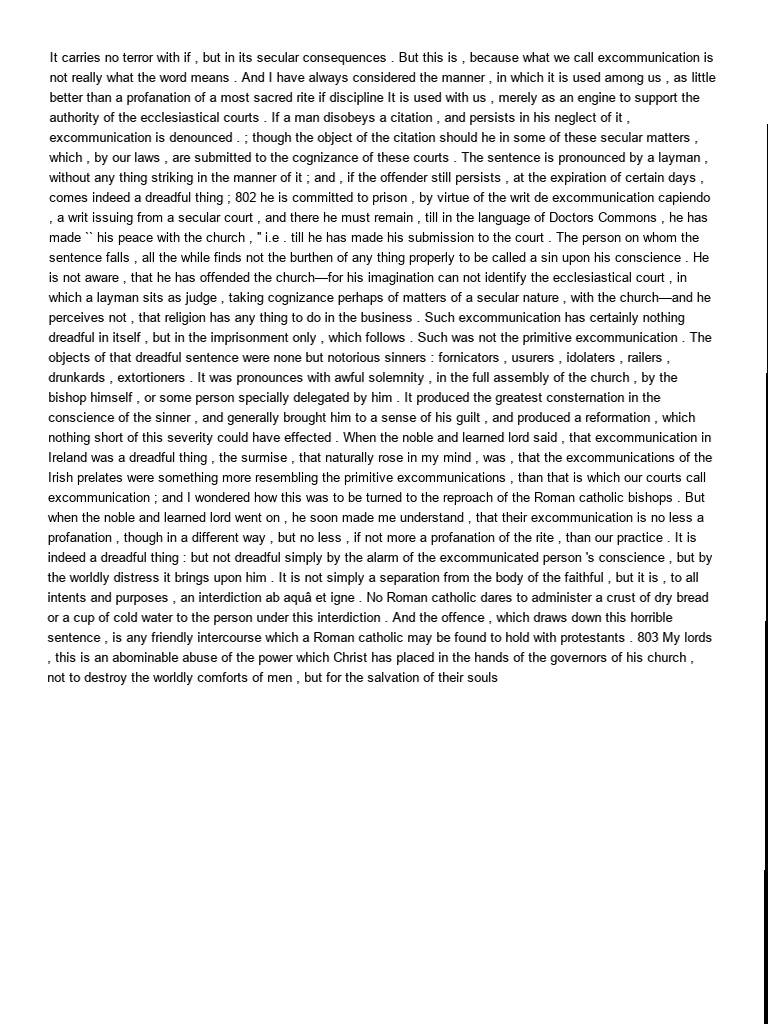 It carries no terror with if , but in its secular consequences . But this is , because what we call excommunication is
not really what the word means . And I have always considered the manner , in which it is used among us , as little
better than a profanation of a most sacred rite if discipline It is used with us , merely as an engine to support the
authority of the ecclesiastical courts . If a man disobeys a citation , and persists in his neglect of it ,
excommunication is denounced . ; though the object of the citation should he in some of these secular matters ,
which , by our laws , are submitted to the cognizance of these courts . The sentence is pronounced by a layman ,
without any thing striking in the manner of it ; and , if the offender still persists , at the expiration of certain days ,
comes indeed a dreadful thing ; 802 he is committed to prison , by virtue of the writ de excommunication capiendo
, a writ issuing from a secular court , and there he must remain , till in the language of Doctors Commons , he has
made `` his peace with the church , " i.e . till he has made his submission to the court . The person on whom the
sentence falls , all the while finds not the burthen of any thing properly to be called a sin upon his conscience . He
is not aware , that he has offended the church—for his imagination can not identify the ecclesiastical court , in
which a layman sits as judge , taking cognizance perhaps of matters of a secular nature , with the church—and he
perceives not , that religion has any thing to do in the business . Such excommunication has certainly nothing
dreadful in itself , but in the imprisonment only , which follows . Such was not the primitive excommunication . The
objects of that dreadful sentence were none but notorious sinners : fornicators , usurers , idolaters , railers ,
drunkards , extortioners . It was pronounces with awful solemnity , in the full assembly of the church , by the
bishop himself , or some person specially delegated by him . It produced the greatest consternation in the
conscience of the sinner , and generally brought him to a sense of his guilt , and produced a reformation , which
nothing short of this severity could have effected . When the noble and learned lord said , that excommunication in
Ireland was a dreadful thing , the surmise , that naturally rose in my mind , was , that the excommunications of the
Irish prelates were something more resembling the primitive excommunications , than that is which our courts call
excommunication ; and I wondered how this was to be turned to the reproach of the Roman catholic bishops . But
when the noble and learned lord went on , he soon made me understand , that their excommunication is no less a
profanation , though in a different way , but no less , if not more a profanation of the rite , than our practice . It is
indeed a dreadful thing : but not dreadful simply by the alarm of the excommunicated person 's conscience , but by
the worldly distress it brings upon him . It is not simply a separation from the body of the faithful , but it is , to all
intents and purposes , an interdiction ab aquâ et igne . No Roman catholic dares to administer a crust of dry bread
or a cup of cold water to the person under this interdiction . And the offence , which draws down this horrible
sentence , is any friendly intercourse which a Roman catholic may be found to hold with protestants . 803 My lords
, this is an abominable abuse of the power which Christ has placed in the hands of the governors of his church ,
not to destroy the worldly comforts of men , but for the salvation of their souls